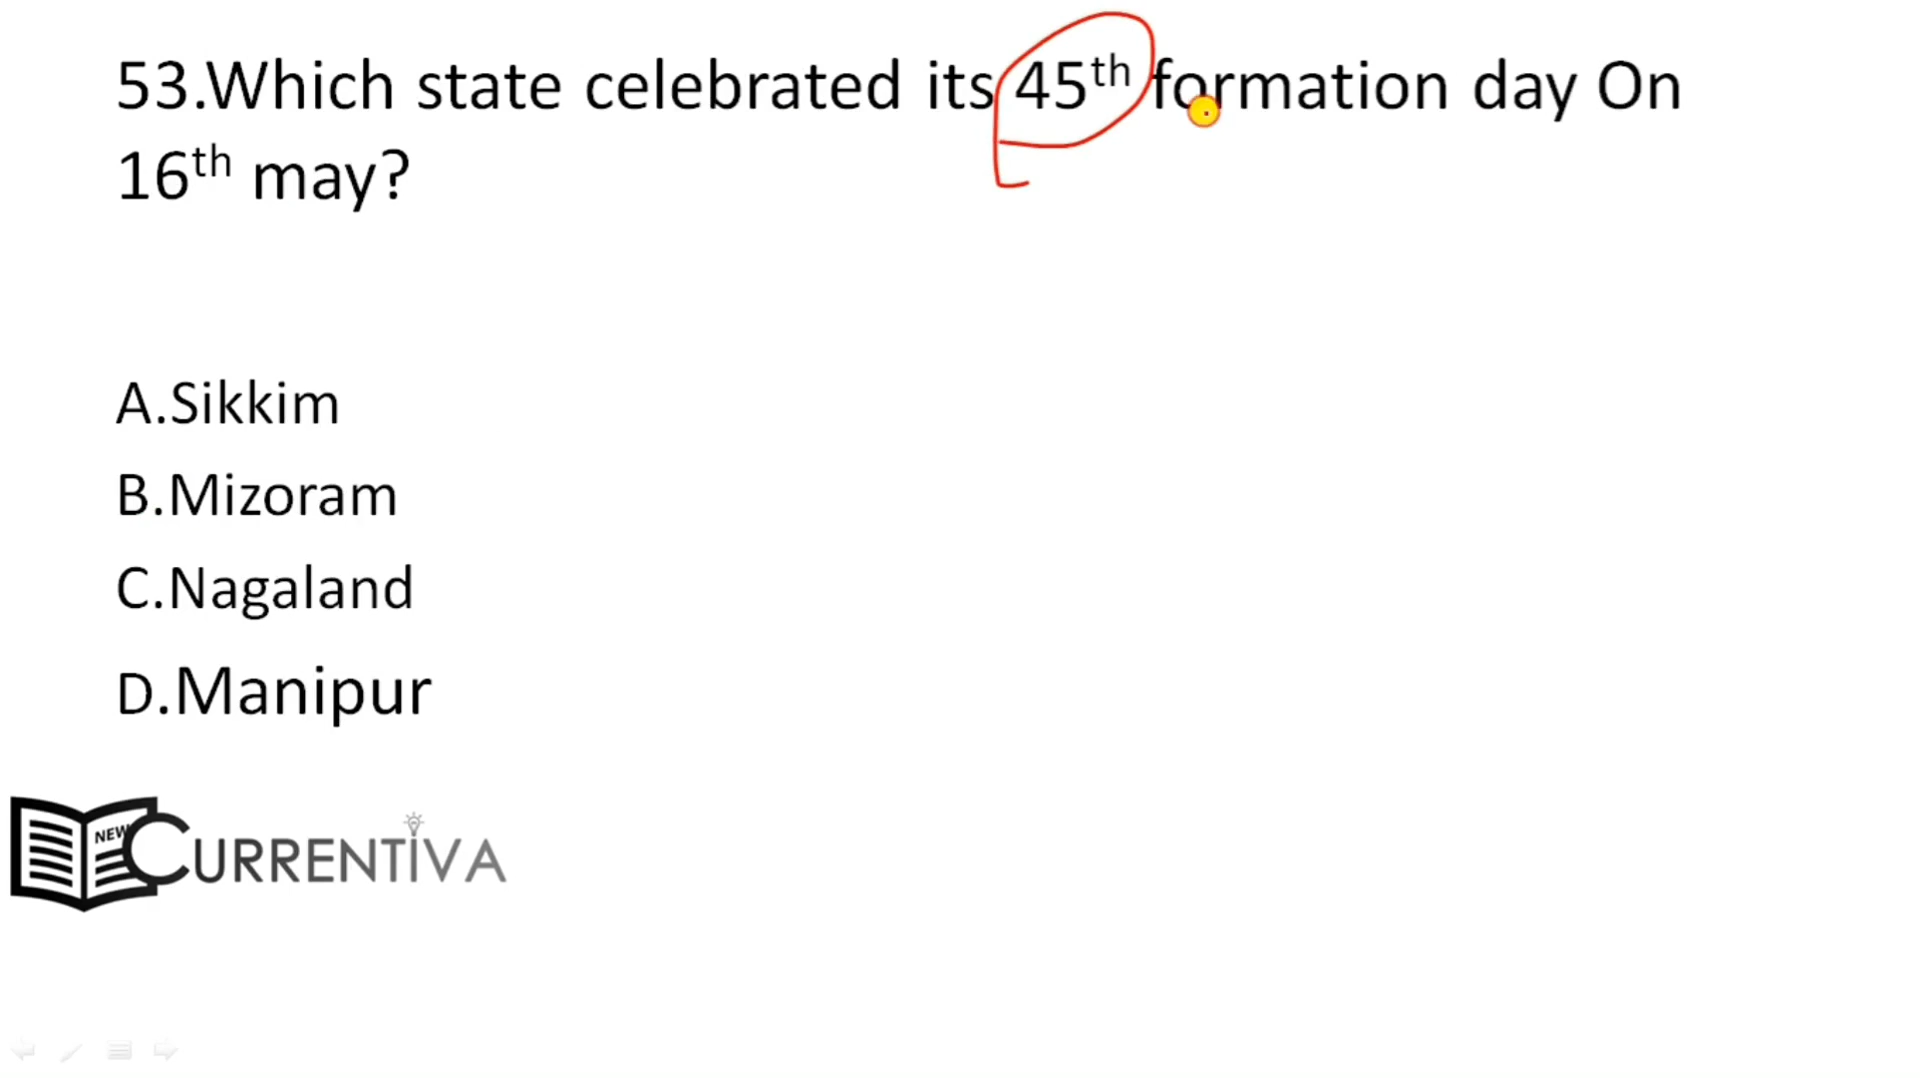 53.Which state celebrated its 45th formation day On
16th may?
A.Sikkim
B.Mizoram
C.Nagaland
D.Manipur
NEW
CURRENTIVA